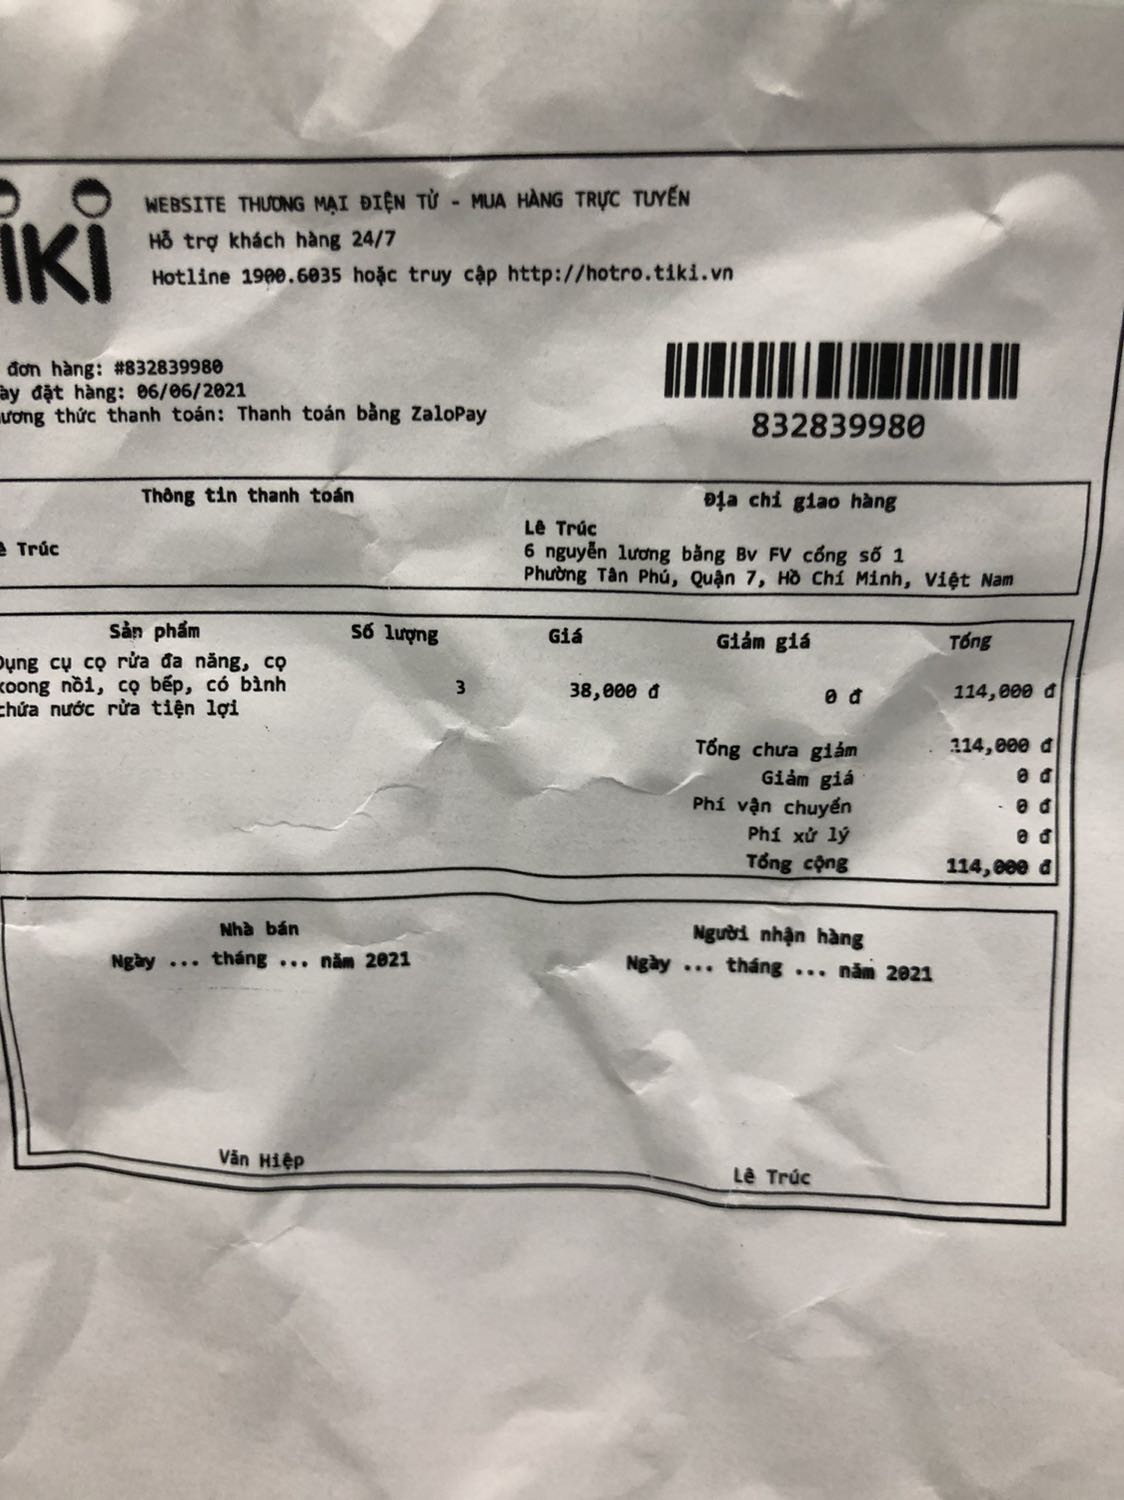 TIKI
WEBSITE THƯƠNG MẠI ĐIỆN TỬ - MUA HÀNG TRỰC TUYẾN
Hỗ trợ khách hàng 24/7
Hotline 1900.6035 hoặc truy cập http://hotro.tiki.vn
đơn hàng: #832839980
ày đặt hàng: 06/06/2021
ương thức thanh toán: Thanh toán bằng ZaloPay
832839980
Thông tin thanh toán
Địa chỉ giao hàng
ê Trúc
Lê Trúc
6 nguyễn lương bằng Bv FV cổng số 1
Phường Tân Phú, Quận 7, Hồ Chí Minh, Việt Nam
Sản phẩm Số lượng Giá Giảm giá Tổng
Dụng cụ cọ rửa đa năng, cọ
koong nồi, cọ bếp, có bình 3 38,000 đ 0 đ 114,000 đ
chứa nước rửa tiện lợi
Tổng chưa giảm 114,000 đ
Giảm giá 0 đ
Phí vận chuyển 0 đ
Phí xử lý 0 đ
Tổng cộng 114,000 đ
Nhà bán
Ngày ... tháng ... năm 2021
Văn Hiệp
Người nhận hàng
Ngày ... tháng ... năm 2021
Lê Trúc